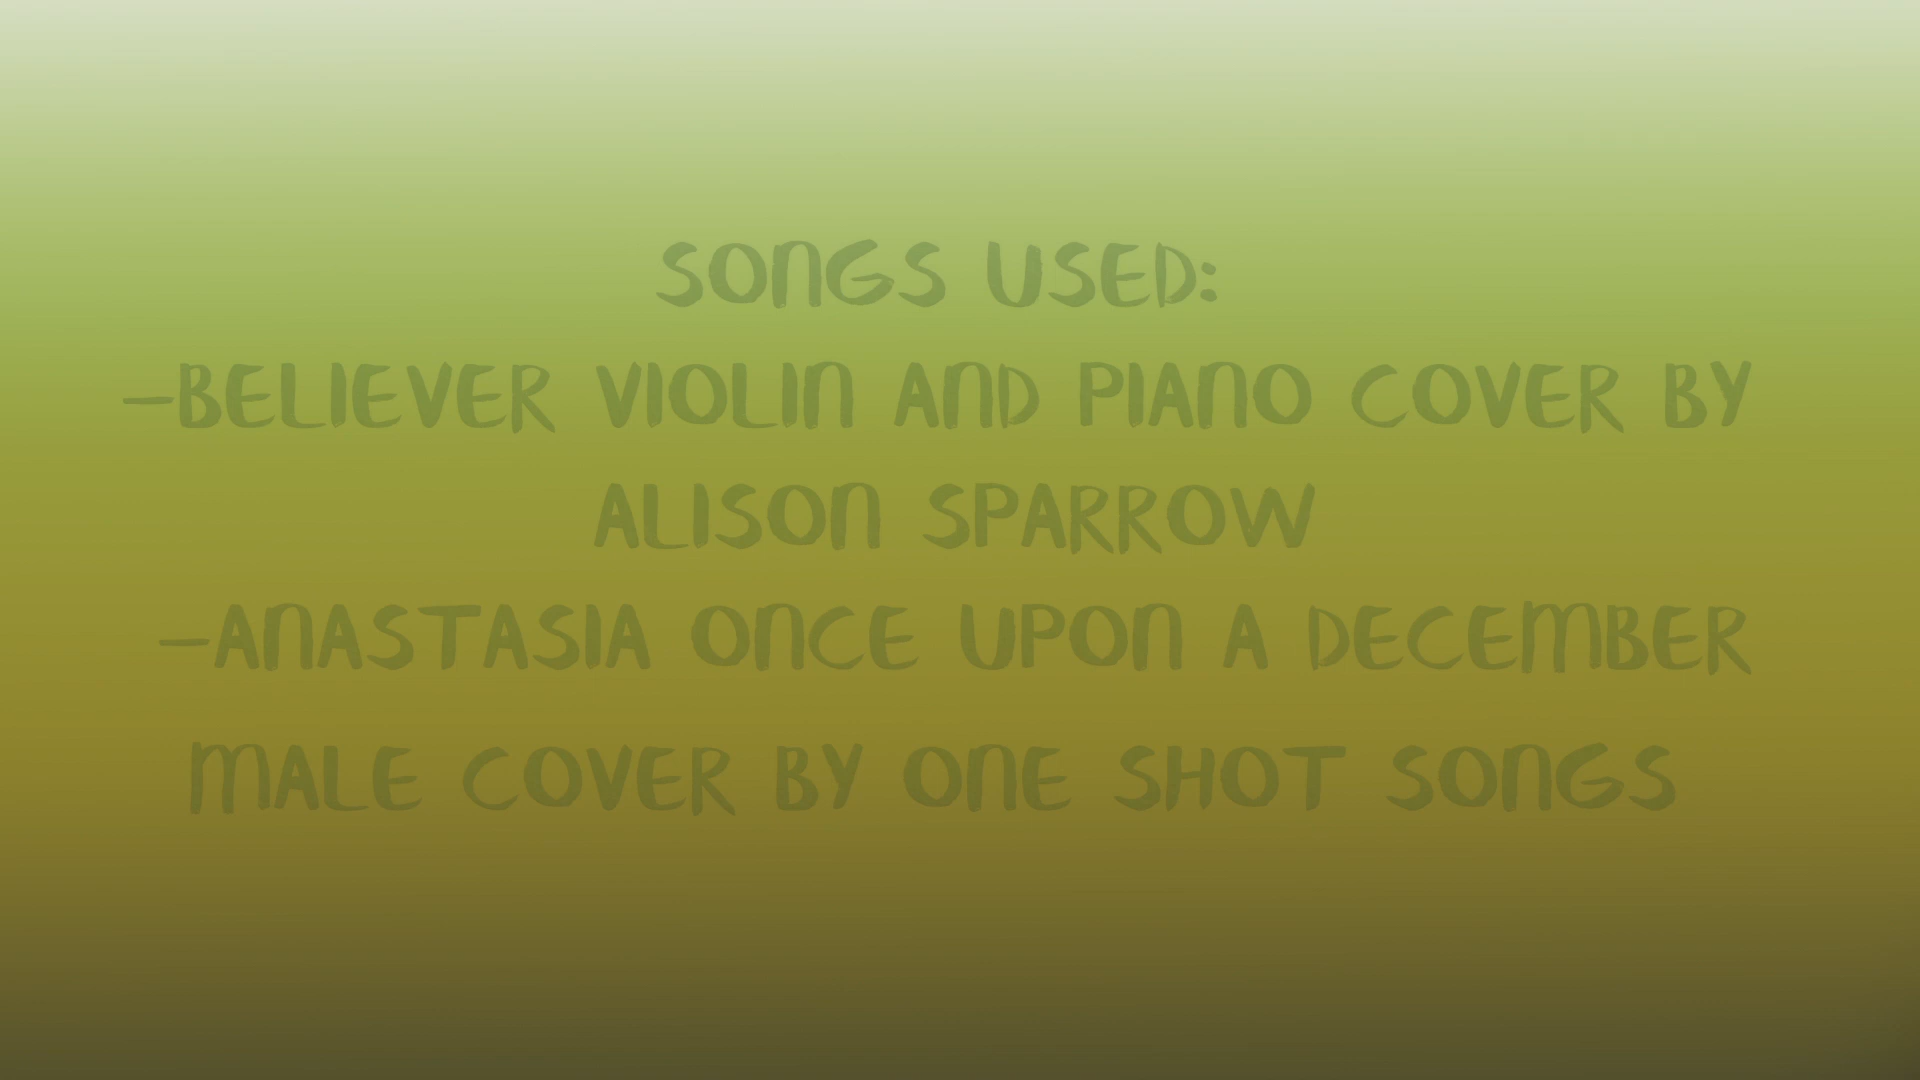 SONGS USED:
-BELIEVER VIOLIN AND PIANO COVER BY
ALISON SPARROW
-ANASTASIA ONCE UPON A DECEMBER
MALE COVER BY ONE SHOT SONGS